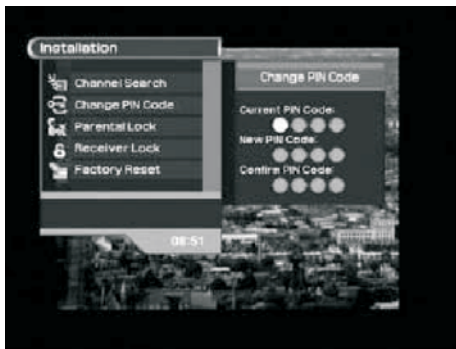 Installation
Channel Search
Change PIN Code
Parental Lock
Receiver Lock
Factory Reset
08:51
Change PIN Code
Current PIN Code:
New PIN Code:
Confirm PIN Code: